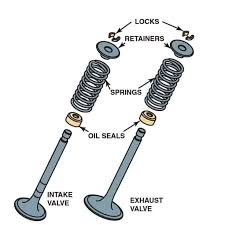 LOCKS
RETAINERS
SPRINGS
OIL SEALS
INTAKE
VALVE
EXHAUST
VALVE